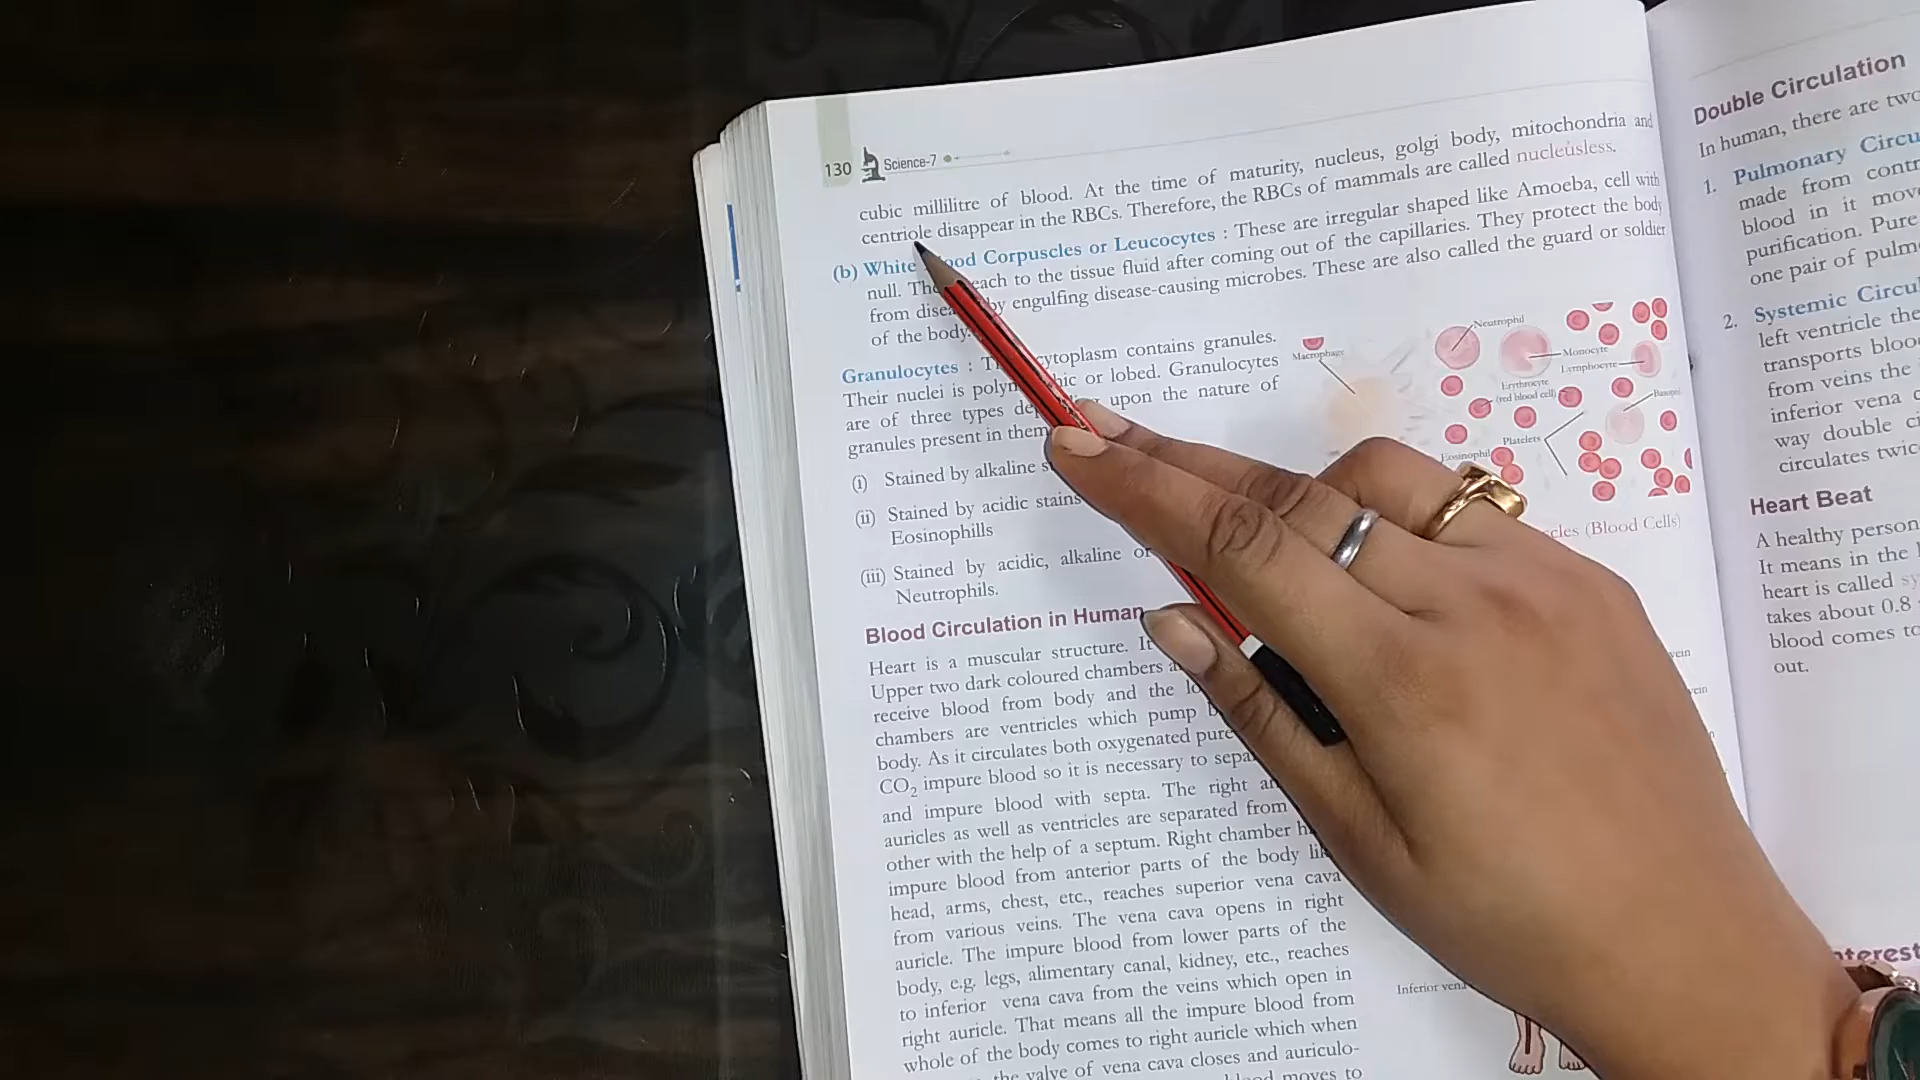 130 Science-7
cubic millilitre of blood. At the time of maturity, nucleus, golgi body, mitochondria and
centriole disappear in the RBCs. Therefore, the RBCs of mammals are called nucleusless.
(b) White ood Corpuscles or Leucocytes : These are irregular shaped like Amoeba, cell with
null. The each to the tissue fluid after coming out of the capillaries. They protect the body
from disea by engulfing disease-causing microbes. These are also called the guard or soldier
of the body.
Granulocytes : T cytoplasm contains granules.
Their nuclei is polym hic or lobed. Granulocytes
are of three types de upon the nature of
granules present in them
(i) Stained by alkaline s
(ii) Stained by acidic stains
Eosinophills
(iii) Stained by acidic, alkaline or
Neutrophils.
Macrophage
Neutrophil
Monocyte
Lymphocyte
Erythrocyte
(red blood cell)
Platelets
Eosinophil
cles (Blood Cells)
Blood Circulation in Human
Heart is a muscular structure. It
Upper two dark coloured chambers a
receive blood from body and the lo
chambers are ventricles which pump b
body. As it circulates both oxygenated pure
CO2 impure blood so it is necessary to sepa
and impure blood with septa. The right an
auricles as well as ventricles are separated from
other with the help of a septum. Right chamber h
impure blood from anterior parts of the body lik
head, arms, chest, etc., reaches superior vena cava
from various veins. The vena cava opens in right
auricle. The impure blood from lower parts of the
body, e.g. legs, alimentary canal, kidney, etc., reaches
to inferior vena cava from the veins which open in
right auricle. That means all the impure blood from
whole of the body comes to right auricle which when
the valve of vena cava closes and auriculo-
moves to
vein
vein
Inferior vena
Double Circulation
In human, there are two
1. Pulmonary Circu
made from contr
blood in it move
purification. Pure
one pair of pulm
2. Systemic Circul
left ventricle the
transports bloo
from veins the
inferior vena c
way double ci
circulates twic
Heart Beat
A healthy person
It means in the
heart is called sy
takes about 0.8
blood comes to
out.
nterest